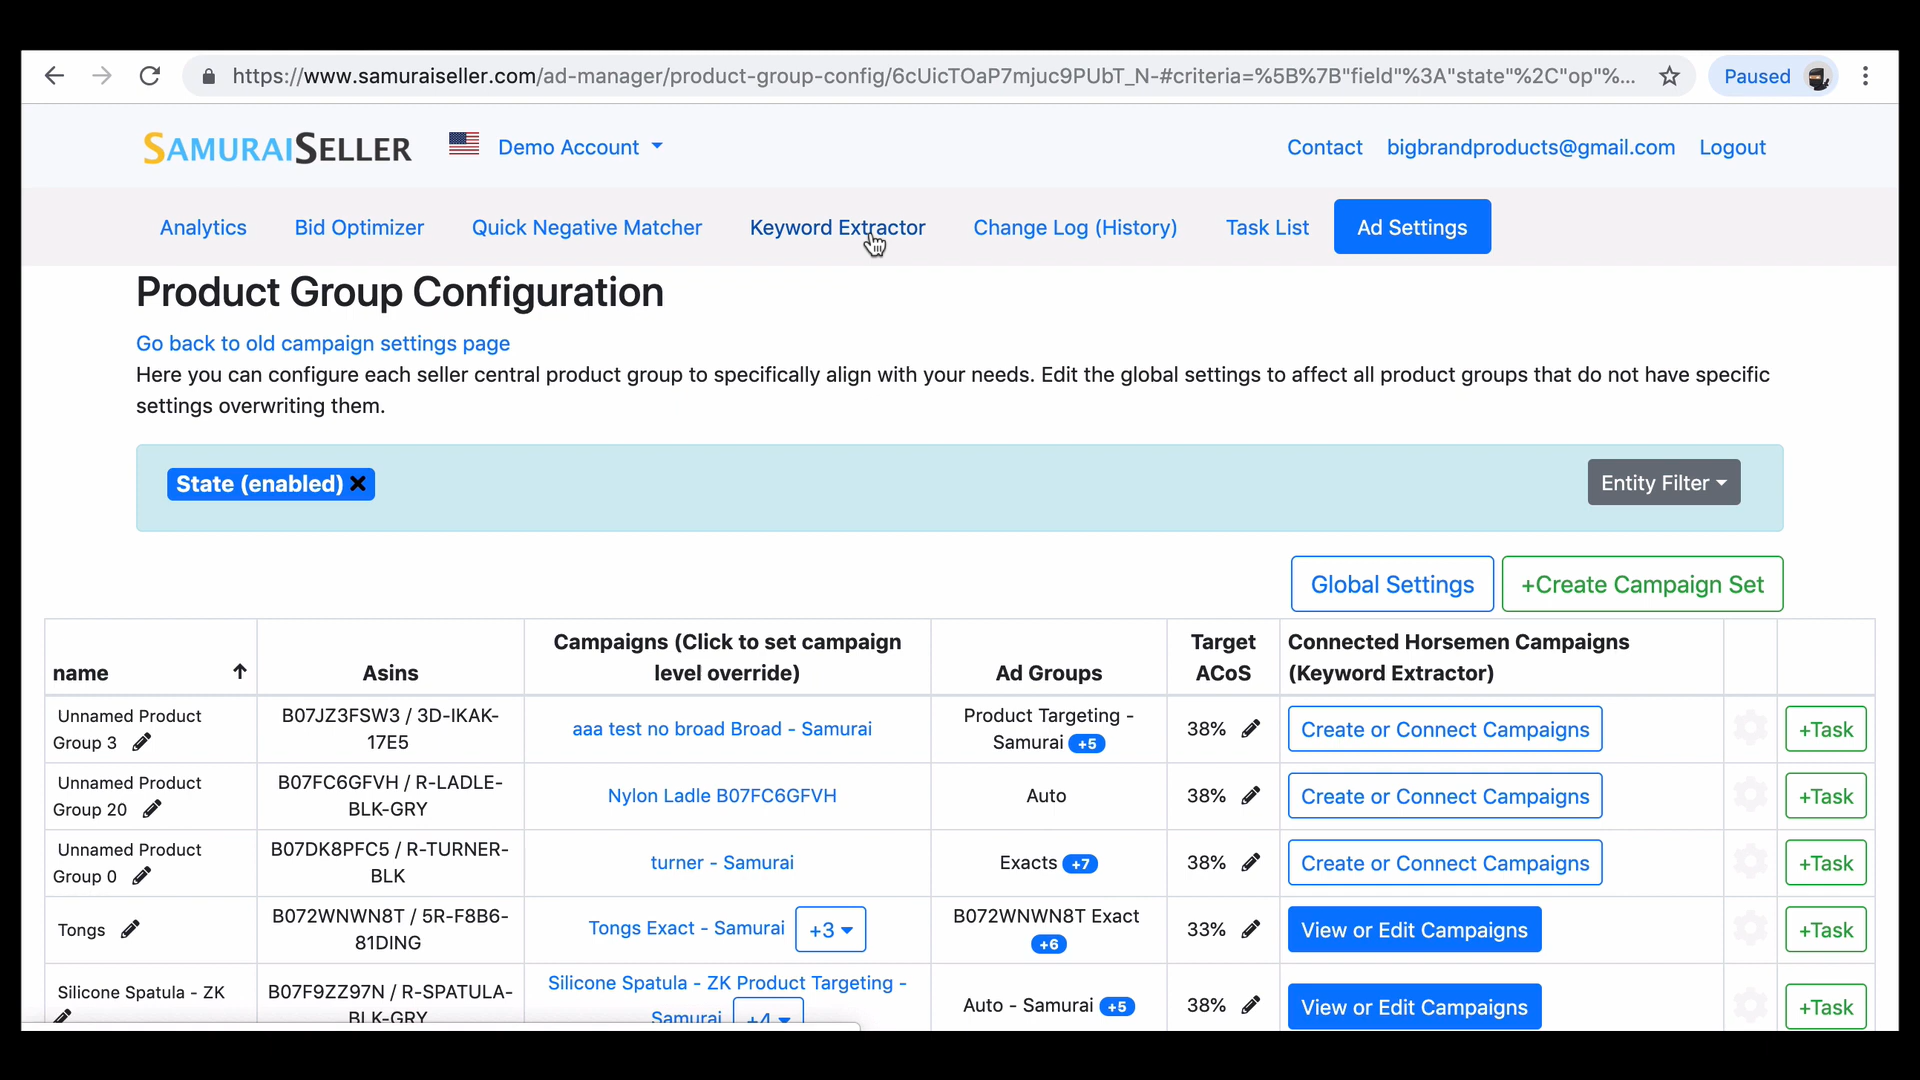 https://www.samuraiseller.com/ad-manager/product-group-config/6cUicTOaP7mjuc9PUbT_N-#criteria=%5B%7B"field"%3A"state"%2C"op"%...
Paused
SAMURAISELLER
Demo Account
Contact
bigbrandproducts@gmail.com
Logout
Analytics
Bid Optimizer
Quick Negative Matcher
Keyword Extractor
Change Log (History)
Task List
Ad Settings
Product Group Configuration
Go back to old campaign settings page
Here you can configure each seller central product group to specifically align with your needs. Edit the global settings to affect all product groups that do not have specific
settings overwriting them.
State (enabled)
Entity Filter
Global Settings
+Create Campaign Set
name
Asins
Campaigns (Click to set campaign
level override)
Ad Groups
Target
ACoS
Connected Horsemen Campaigns
(Keyword Extractor)
Unnamed Product
Group 3
B07JZ3FSW3 / 3D-IKAK-
17E5
aaa test no broad Broad - Samurai
Product Targeting -
Samurai +5
38%
Create or Connect Campaigns
+Task
Unnamed Product
Group 20
B07FC6GFVH / R-LADLE-
BLK-GRY
Nylon Ladle B07FC6GFVH
Auto
38%
Create or Connect Campaigns
+Task
Unnamed Product
Group 0
B07DK8PFC5 / R-TURNER-
BLK
turner - Samurai
Exacts +7
38%
Create or Connect Campaigns
+Task
Tongs
B072WNWN8T / 5R-F8B6-
81DING
Tongs Exact - Samurai +3
B072WNWN8T Exact
+6
33%
View or Edit Campaigns
+Task
Silicone Spatula - ZK
B07F9ZZ97N / R-SPATULA-
BLK-GRY
Silicone Spatula - ZK Product Targeting -
Samurai +4
Auto - Samurai +5
38%
View or Edit Campaigns
+Task